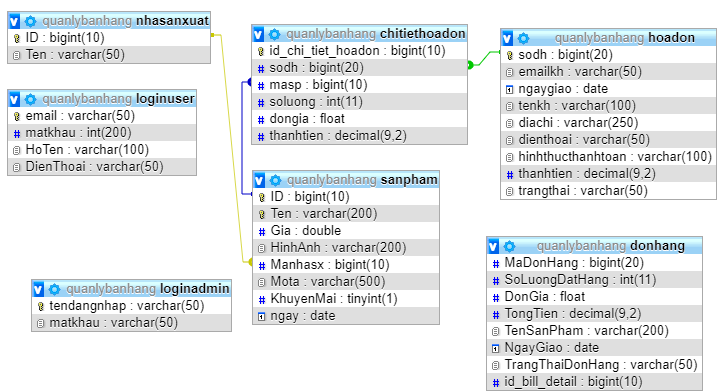 quanlybanhang nhasanxuat
ID : bigint(10)
Ten : varchar(50)
quanlybanhang loginuser
email : varchar(50)
matkhau : int(200)
HoTen : varchar(100)
DienThoai : varchar(50)
quanlybanhang loginadmin
tendangnhap : varchar(50)
matkhau : varchar(50)
quanlybanhang chitiethoadon
id_chi_tiet_hoadon : bigint(10)
sodh : bigint(20)
masp : bigint(10)
soluong : int(11)
dongia : float
thanhtien : decimal(9,2)
quanlybanhang sanpham
ID : bigint(10)
Ten : varchar(200)
Gia : double
HinhAnh : varchar(200)
Manhasx : bigint(10)
Mota : varchar(500)
KhuyenMai : tinyint(1)
ngay : date
quanlybanhang hoadon
sodh : bigint(20)
emailkh : varchar(50)
ngaygiao : date
tenkh : varchar(100)
diachi : varchar(250)
dienthoai : varchar(50)
hinhthucthanhtoan : varchar(100)
thanhtien : decimal(9,2)
trangthai : varchar(50)
quanlybanhang donhang
MaDonHang : bigint(20)
SoLuongDatHang : int(11)
DonGia : float
TongTien : decimal(9,2)
TenSanPham : varchar(200)
NgayGiao : date
TrangThaiDonHang : varchar(50)
id_bill_detail : bigint(10)